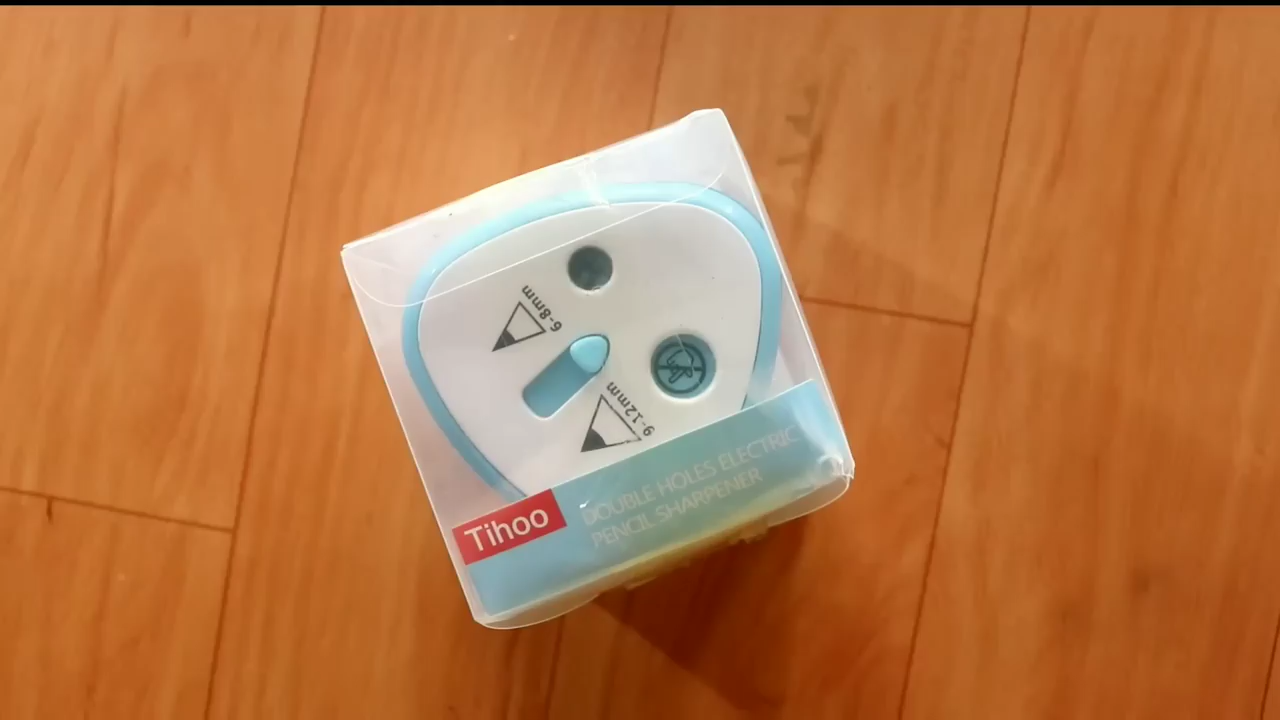 6-8mm
9-12mm
Tihoo
DOUBLE HOLES ELECTRIC
PENCIL SHARPENER